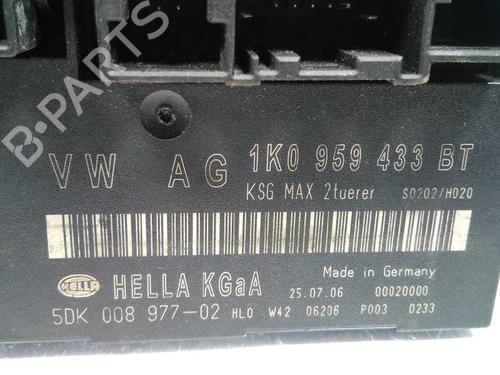 B-PARTS
VW AG 1K0 959 433 BT
KSG MAX 2tuerer S0202/H020
HELLA
HELLA KGaA
Made in Germany
25.07.06 00020000
5DK 008 977-02 HLO W42 06206 P003 0233